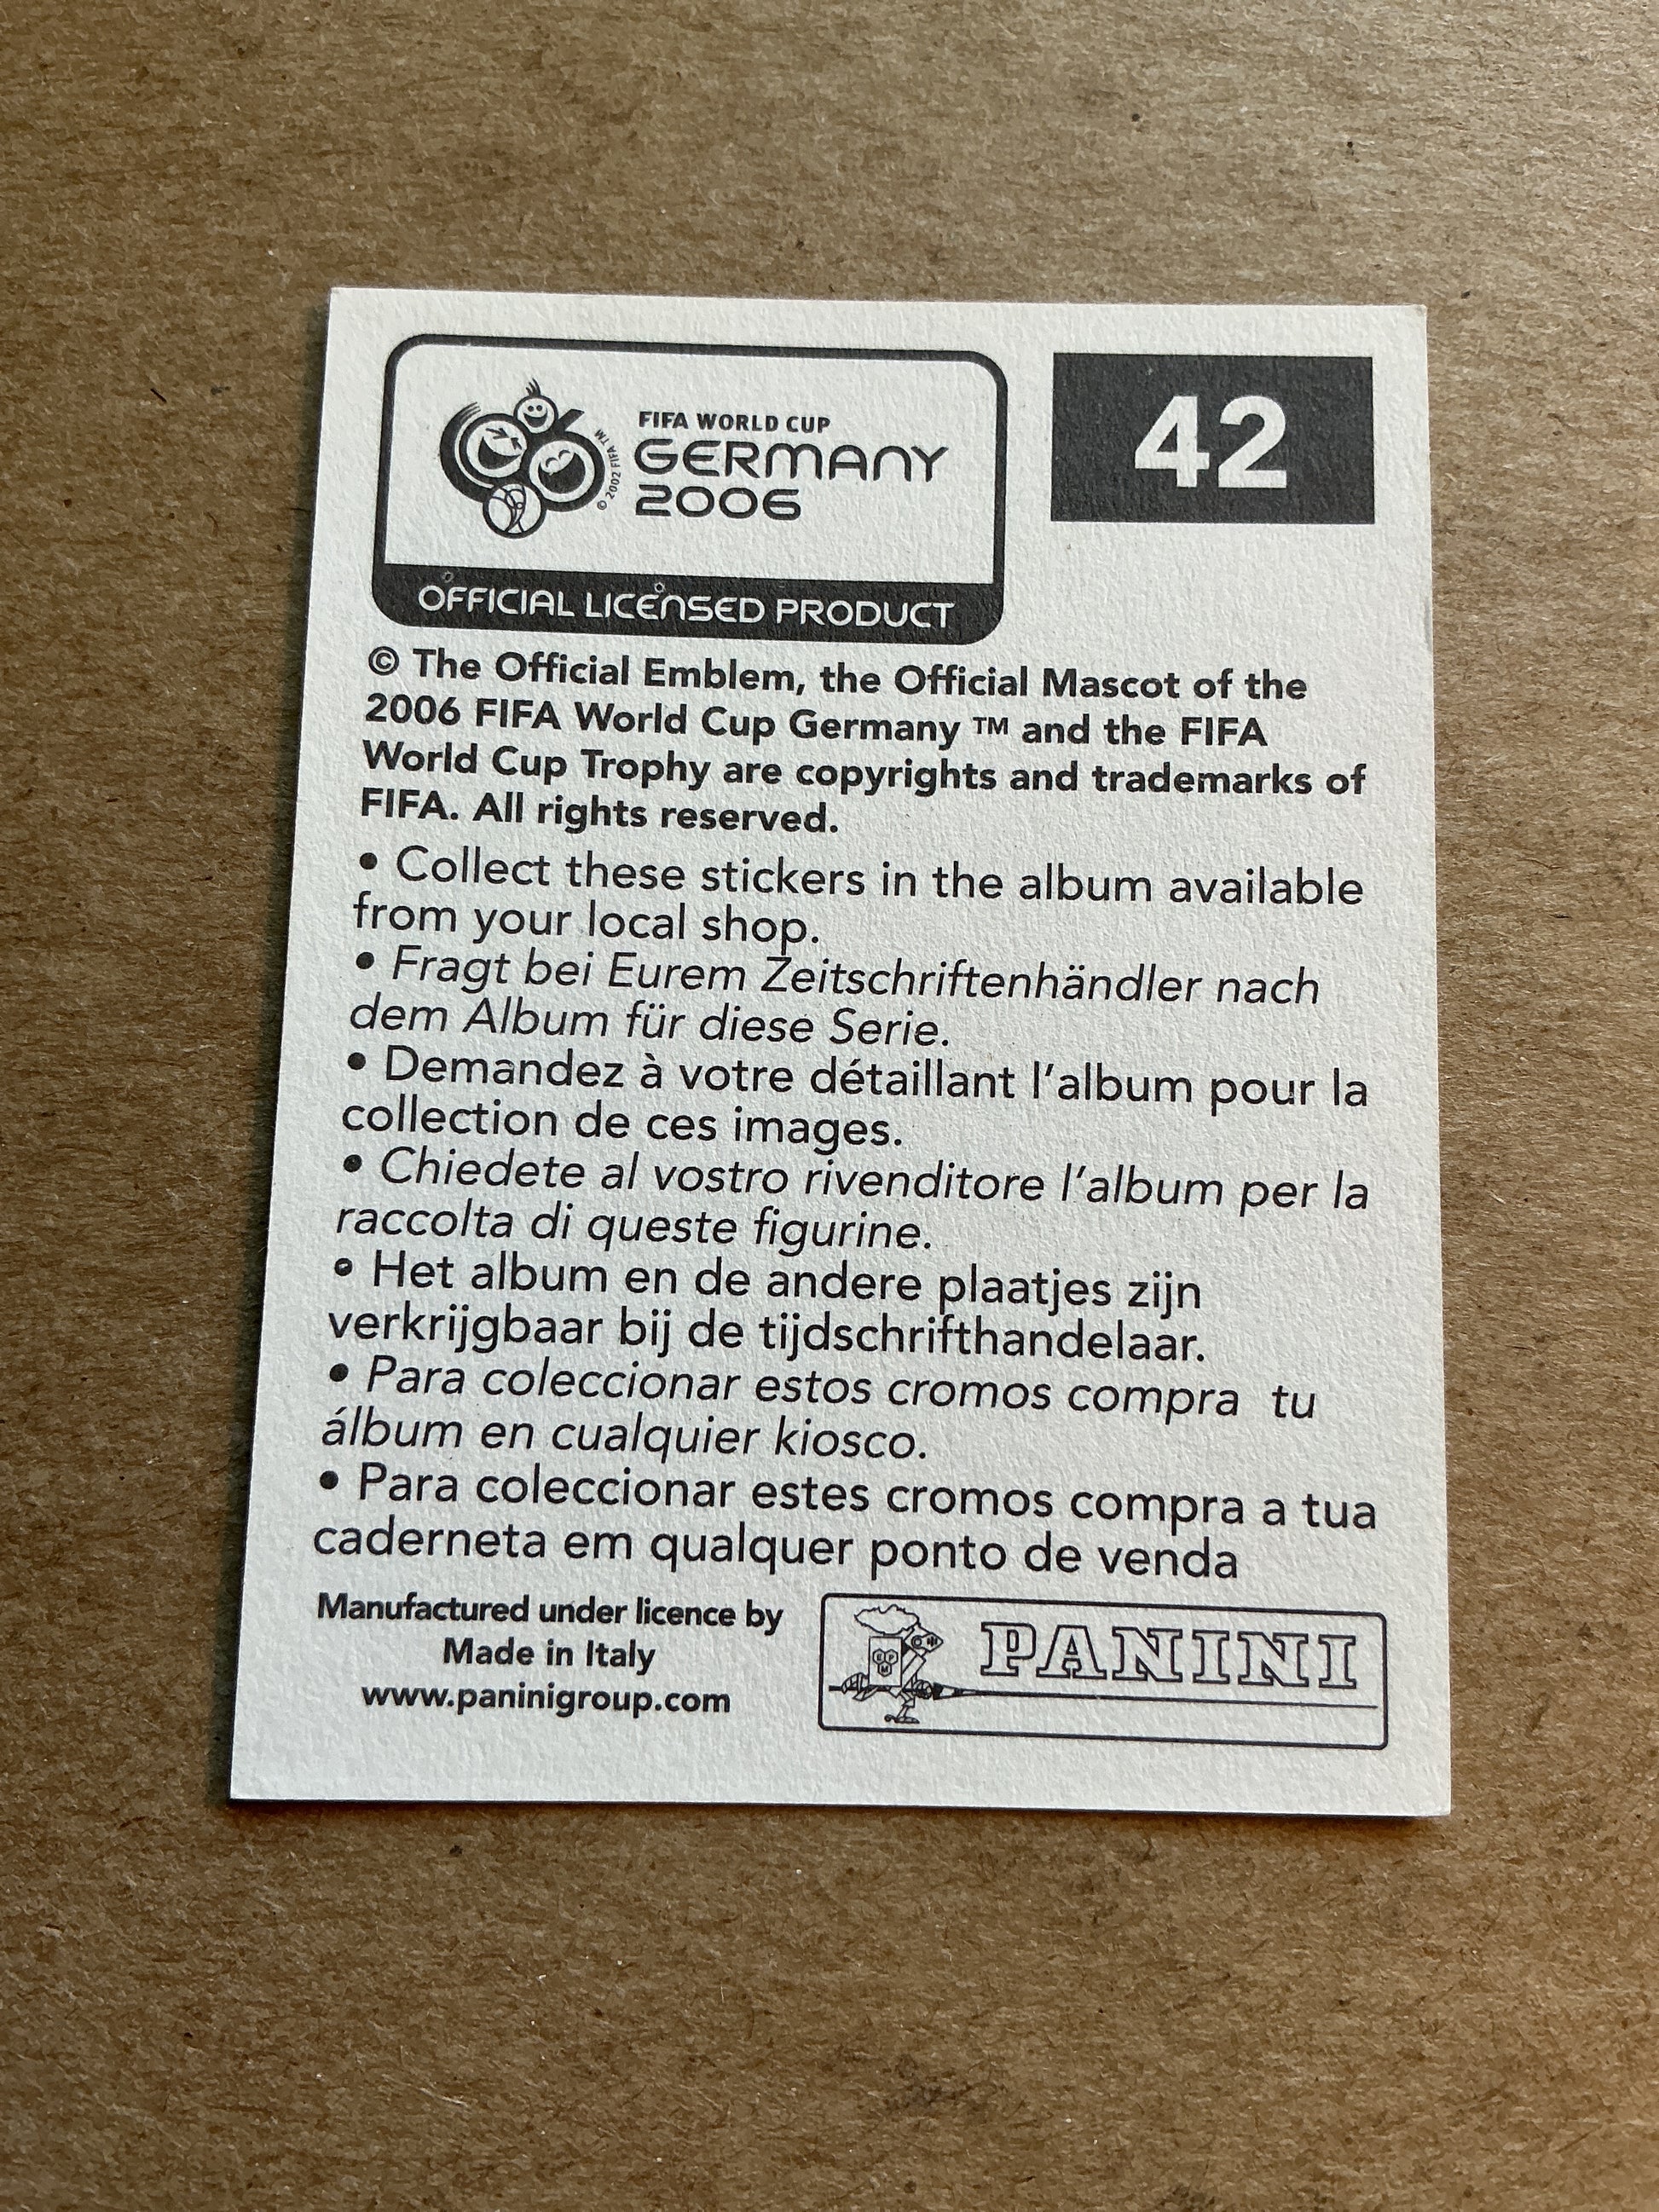 FIFA WORLD CUP
GERMANY
2006
© 2002 FIFA TM
42
OFFICIAL LICENSED PRODUCT
© The Official Emblem, the Official Mascot of the
2006 FIFA World Cup Germany ™ and the FIFA
World Cup Trophy are copyrights and trademarks of
FIFA. All rights reserved.
• Collect these stickers in the album available
from your local shop.
• Fragt bei Eurem Zeitschriftenhändler nach
dem Album für diese Serie.
• Demandez à votre détaillant l'album pour la
collection de ces images.
• Chiedete al vostro rivenditore l'album per la
raccolta di queste figurine.
• Het album en de andere plaatjes zijn
verkrijgbaar bij de tijdschrifthandelaar.
• Para coleccionar estos cromos compra  tu
álbum en cualquier kiosco.
• Para coleccionar estes cromos compra a tua
caderneta em qualquer ponto de venda
Manufactured under licence by
Made in Italy
www.paninigroup.com
PANINI